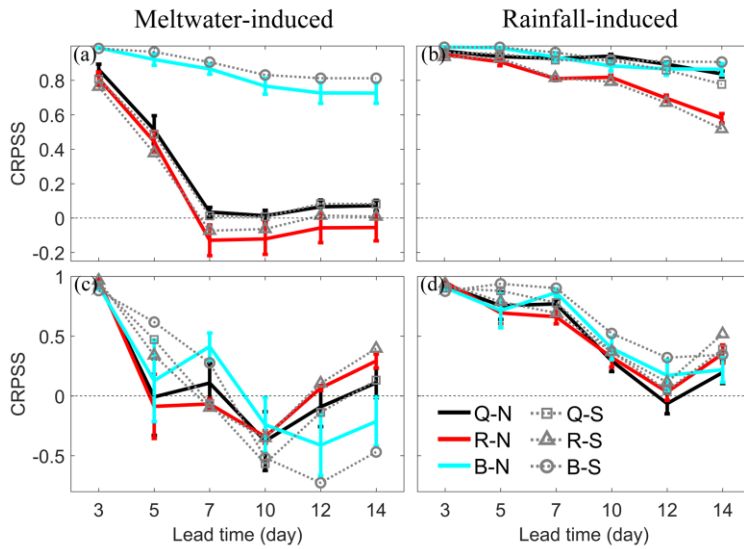 Meltwater-induced Rainfall-induced
(a) (b)
CRPSS
0.8
0.6
0.4
0.2
0
-0.2
(c) (d)
CRPSS
1
0.5
0
-0.5
Q-N Q-S
R-N R-S
B-N B-S
3 5 7 10 12 14 3 5 7 10 12 14
Lead time (day) Lead time (day)